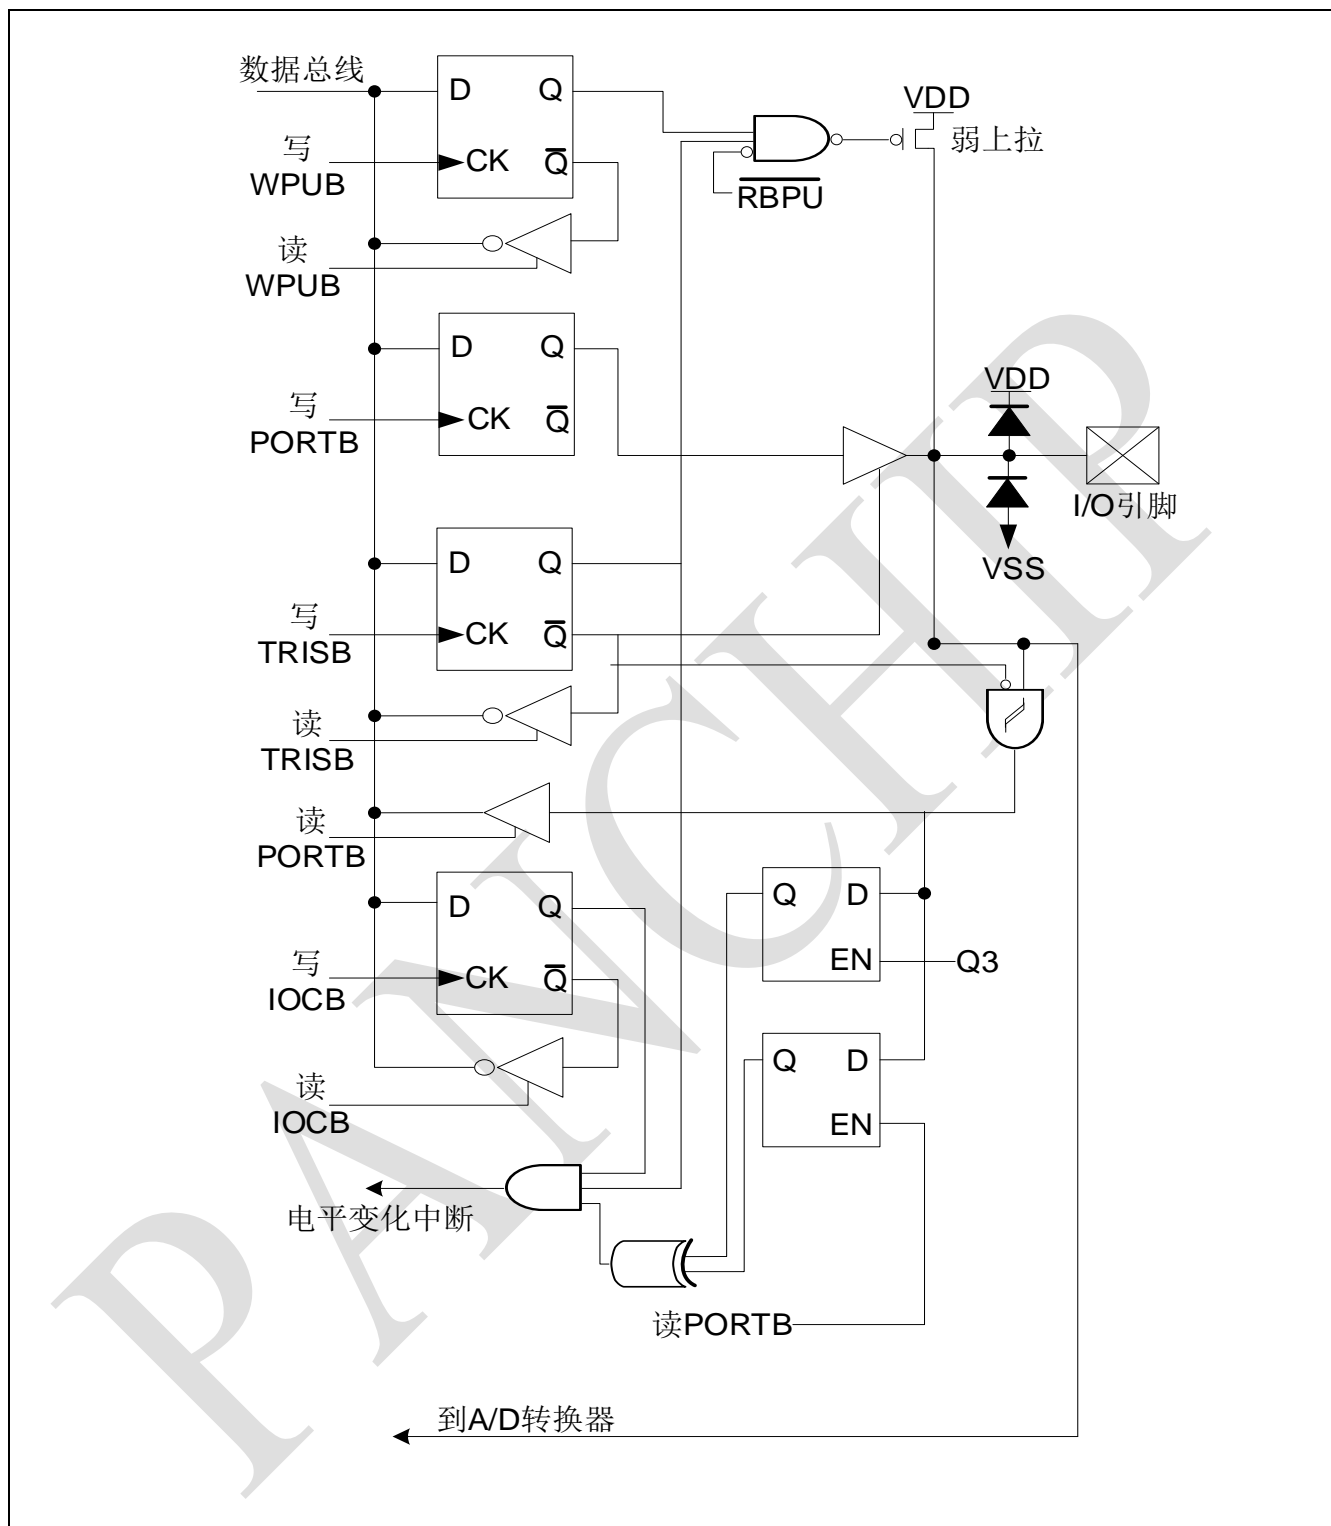 数据总线
D Q
VDD
弱上拉
写
WPUB
CK Q̅
R̅B̅P̅U̅
读
WPUB
D Q
VDD
写
PORTB
CK Q̅
I/O引脚
VSS
D Q
写
TRISB
CK Q̅
读
TRISB
读
PORTB
D Q
Q D
写
IOCB
CK Q̅
EN
Q3
Q D
读
IOCB
EN
电平变化中断
读PORTB
到A/D转换器
PANCHIP